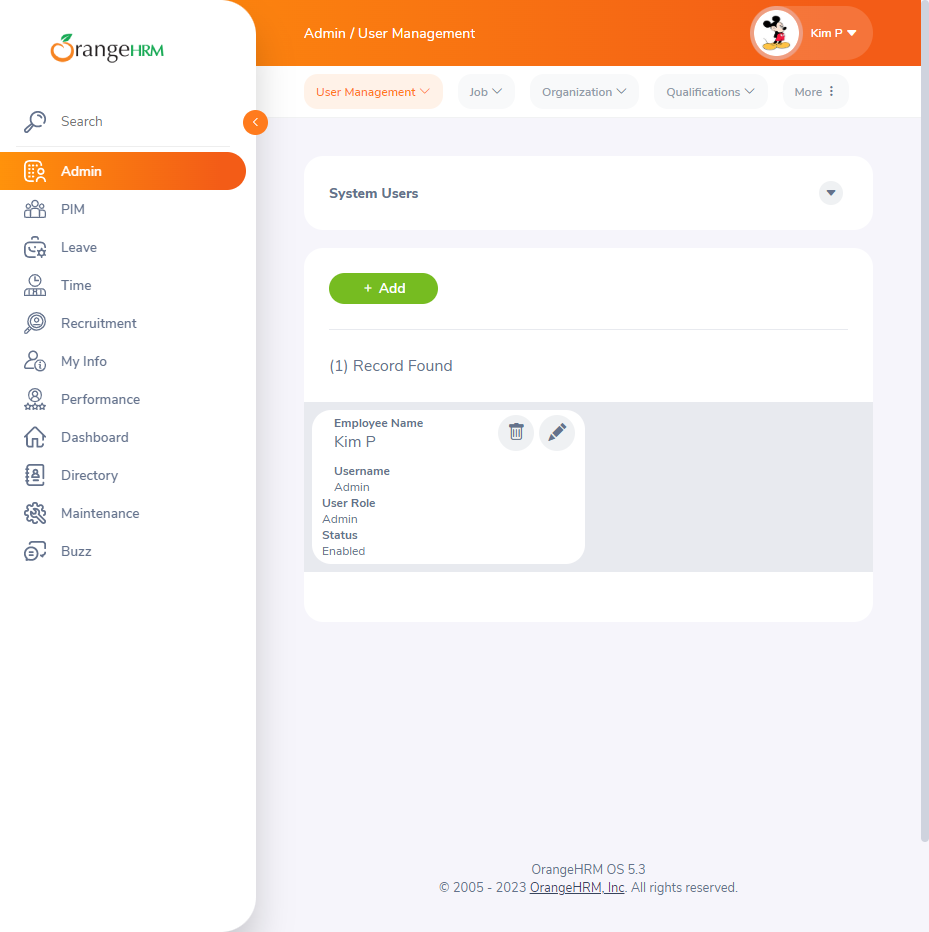 OrangeHRM
Admin / User Management
Kim P
User Management
Job
Organization
Qualifications
More
Search
Admin
PIM
Leave
Time
Recruitment
My Info
Performance
Dashboard
Directory
Maintenance
Buzz
System Users
+ Add
(1) Record Found
Employee Name
Kim P
Username
Admin
User Role
Admin
Status
Enabled
OrangeHRM OS 5.3
© 2005 - 2023 OrangeHRM, Inc. All rights reserved.